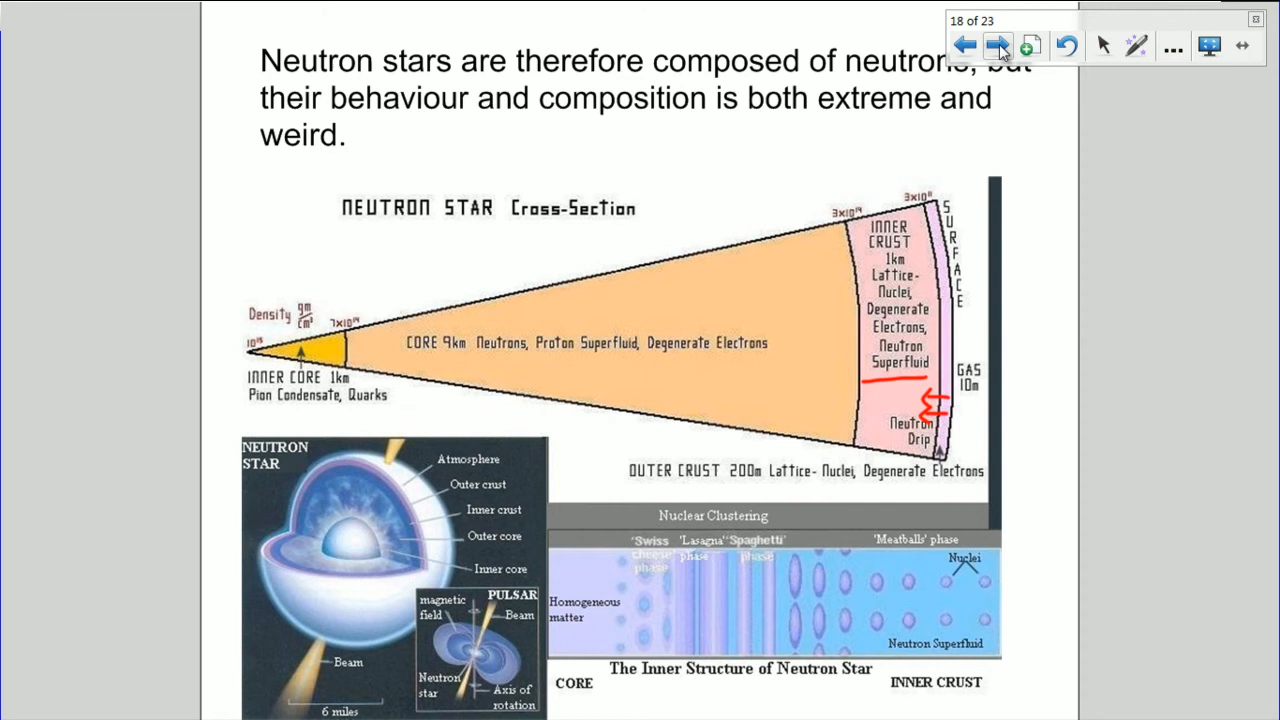 18 of 23
Neutron stars are therefore composed of neutrons, but
their behaviour and composition is both extreme and
weird.
NEUTRON STAR Cross-Section
Density gm
cm³
10¹⁵
7x10¹⁴
3x10¹⁴
3x10¹¹
SURFACE
INNER
CRUST
1km
Lattice-
Nuclei,
Degenerate
Electrons,
Neutron
Superfluid
CORE 9km Neutrons, Proton Superfluid, Degenerate Electrons
GAS
10m
INNER CORE 1km
Pion Condensate, Quarks
Neutron
Drip
OUTER CRUST 200m Lattice- Nuclei, Degenerate Electrons
NEUTRON
STAR
Atmosphere
Outer crust
Inner crust
Outer core
Inner core
Beam
6 miles
PULSAR
magnetic
field
Beam
Neutron
star
Axis of
rotation
Nuclear Clustering
'Swiss
cheese'
phase
'Lasagna'
phase
'Spaghetti'
phase
'Meatballs' phase
Nuclei
Homogeneous
matter
Neutron Superfluid
The Inner Structure of Neutron Star
CORE
INNER CRUST